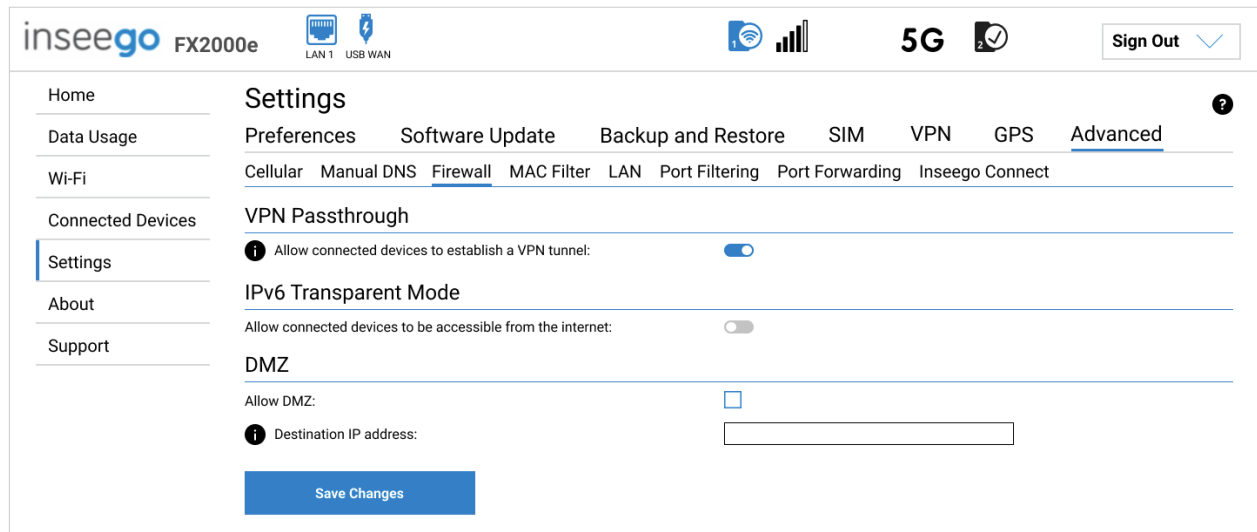 inseego FX2000e
LAN 1 USB WAN
1
5G
2
Sign Out
Home
Data Usage
Wi-Fi
Connected Devices
Settings
About
Support
Settings
?
Preferences Software Update Backup and Restore SIM VPN GPS Advanced
Cellular Manual DNS Firewall MAC Filter LAN Port Filtering Port Forwarding Inseego Connect
VPN Passthrough
i Allow connected devices to establish a VPN tunnel:
IPv6 Transparent Mode
Allow connected devices to be accessible from the internet:
DMZ
Allow DMZ:
i Destination IP address:
Save Changes